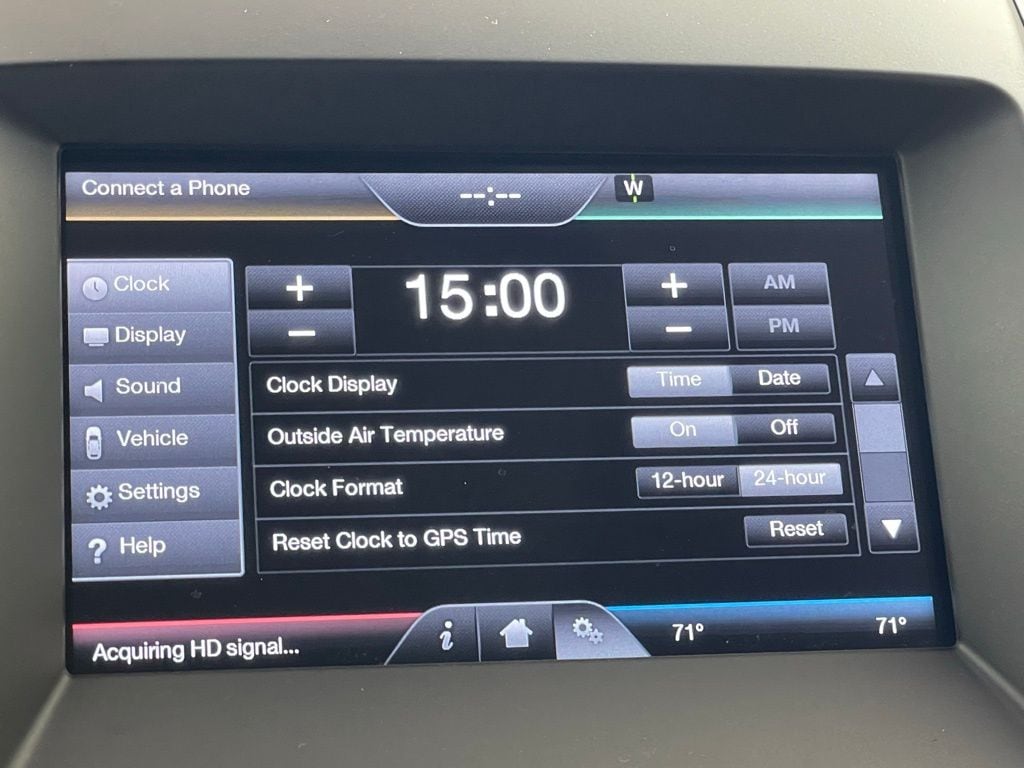 Connect a Phone --:-- W
Clock
Display
Sound
Vehicle
Settings
? Help
+ 15:00 + AM
− − PM
Clock Display Time Date
Outside Air Temperature On Off
Clock Format 12-hour 24-hour
Reset Clock to GPS Time Reset
Acquiring HD signal... i 71° 71°